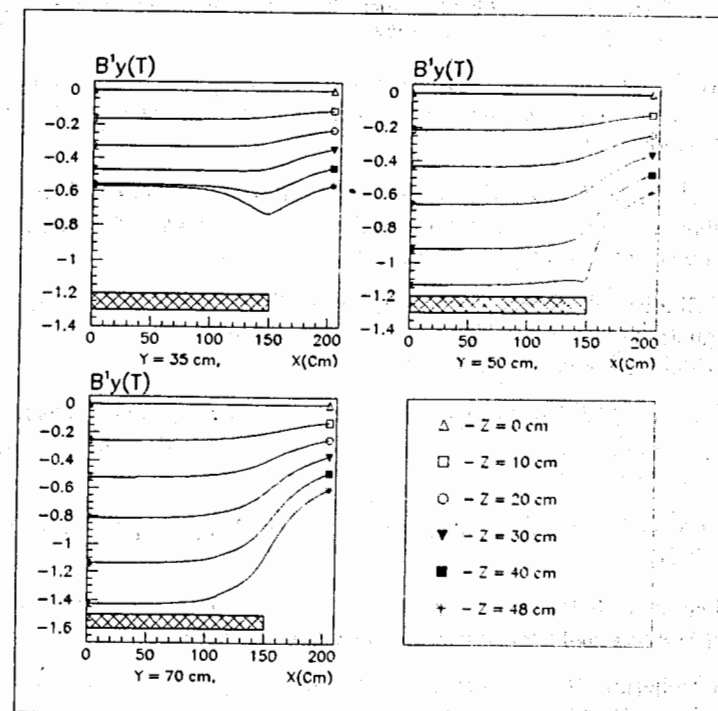 B'y(T)
0
−0.2
−0.4
−0.6
−0.8
−1
−1.2
−1.4
0 50 100 150 200
Y = 35 cm, X(Cm)
B'y(T)
0
−0.2
−0.4
−0.6
−0.8
−1
−1.2
−1.4
0 50 100 150 200
Y = 50 cm, X(Cm)
B'y(T)
0
−0.2
−0.4
−0.6
−0.8
−1
−1.2
−1.4
−1.6
0 50 100 150 200
Y = 70 cm, X(Cm)
△ − Z = 0 cm
□ − Z = 10 cm
○ − Z = 20 cm
▼ − Z = 30 cm
■ − Z = 40 cm
+ − Z = 48 cm